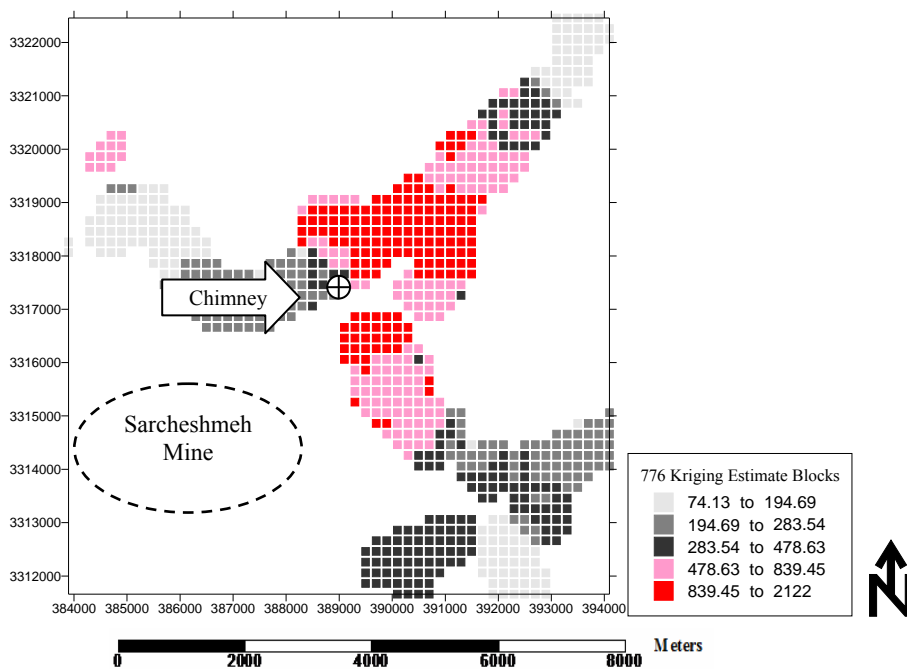 3322000
3321000
3320000
3319000
3318000
3317000
3316000
3315000
3314000
3313000
3312000
Chimney
Sarcheshmeh
Mine
384000 385000 386000 387000 388000 389000 390000 391000 392000 393000 394000
776 Kriging Estimate Blocks
74.13 to 194.69
194.69 to 283.54
283.54 to 478.63
478.63 to 839.45
839.45 to 2122
N
0 2000 4000 6000 8000 Meters